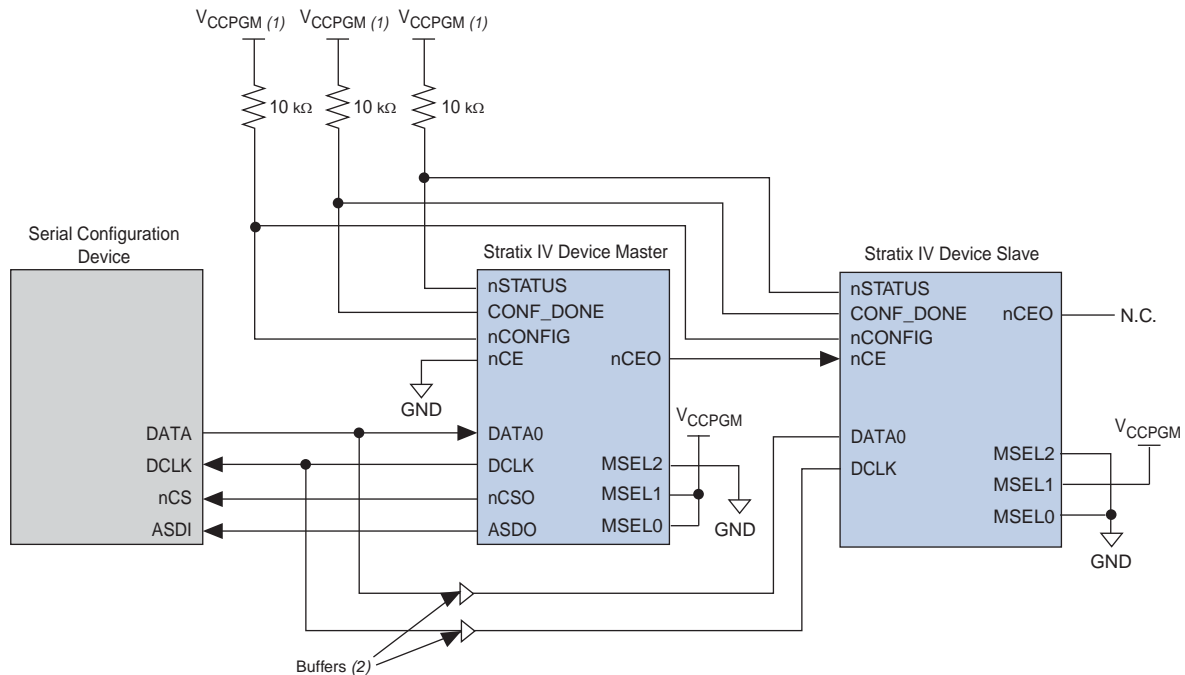 VCCPGM (1) VCCPGM (1) VCCPGM (1)
10 kΩ 10 kΩ 10 kΩ
Serial Configuration
Device
DATA
DCLK
nCS
ASDI
Stratix IV Device Master
nSTATUS
CONF_DONE
nCONFIG
nCE
nCEO
GND
DATA0
DCLK
nCSO
ASDO
MSEL2
MSEL1
MSEL0
VCCPGM
GND
Stratix IV Device Slave
nSTATUS
CONF_DONE
nCONFIG
nCE
nCEO
N.C.
DATA0
DCLK
MSEL2
MSEL1
MSEL0
VCCPGM
GND
Buffers (2)